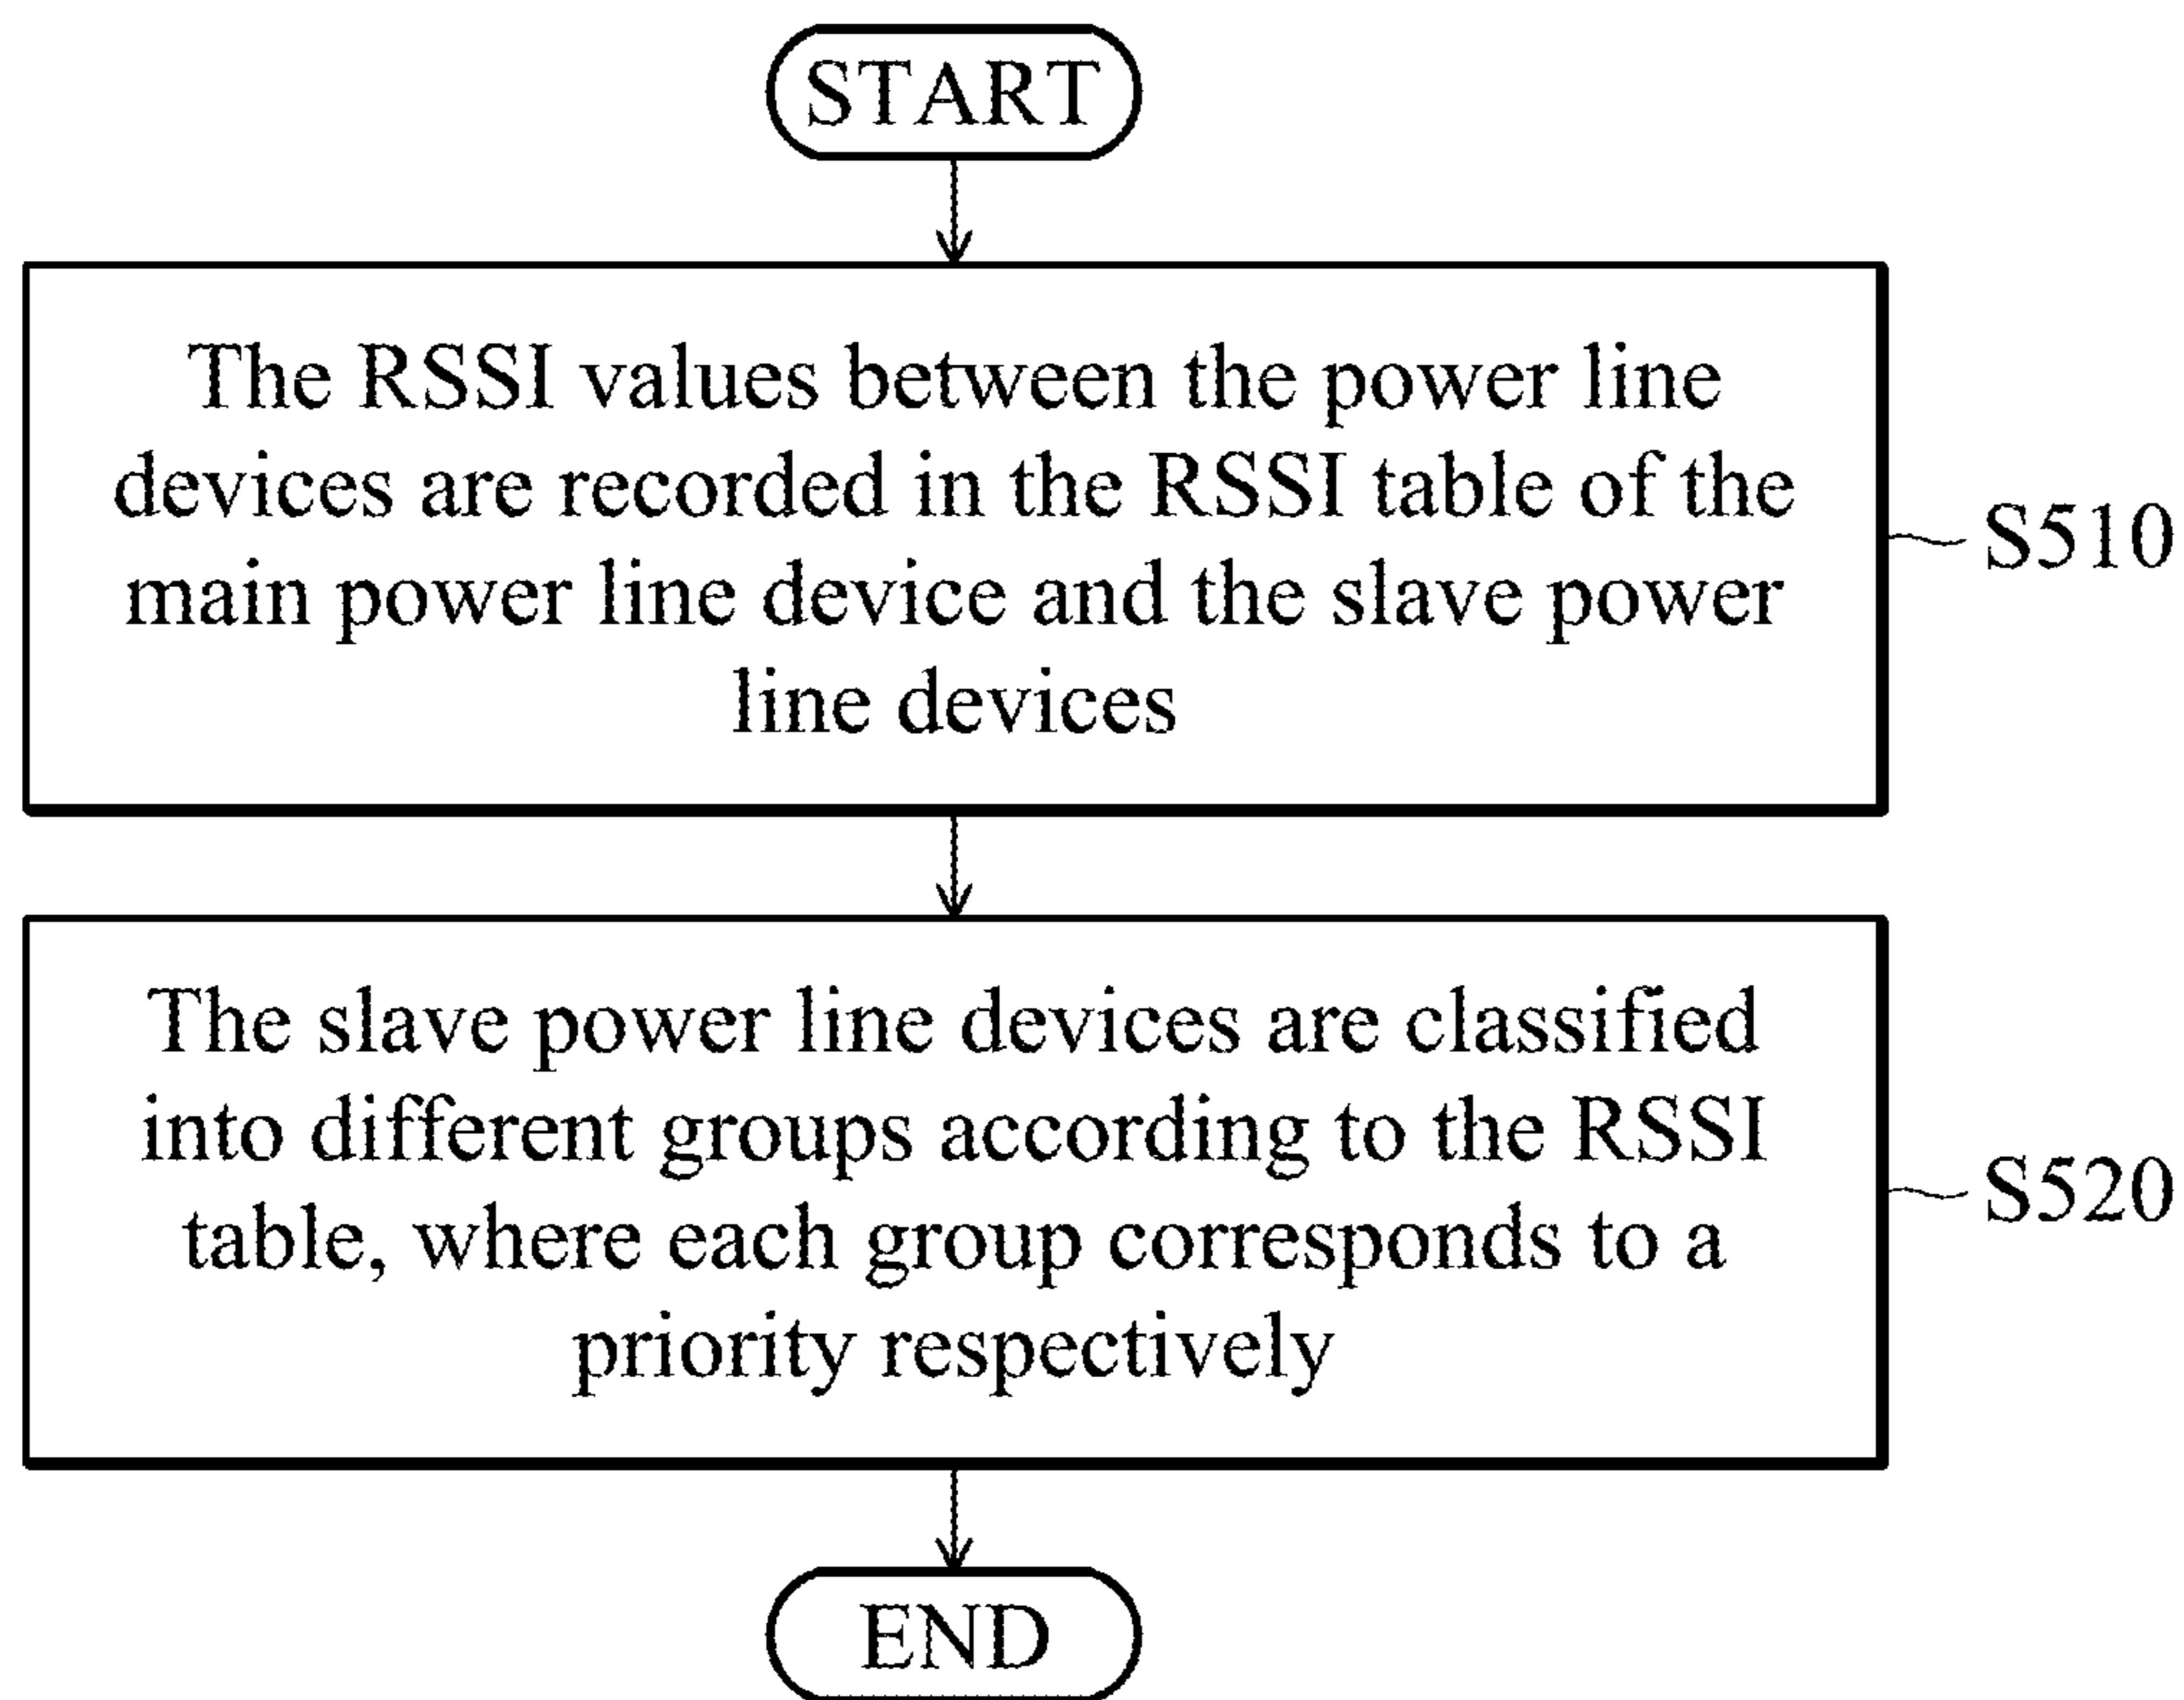 START
The RSSI values between the power line
devices are recorded in the RSSI table of the
main power line device and the slave power
line devices
S510
The slave power line devices are classified
into different groups according to the RSSI
table, where each group corresponds to a
priority respectively
S520
END